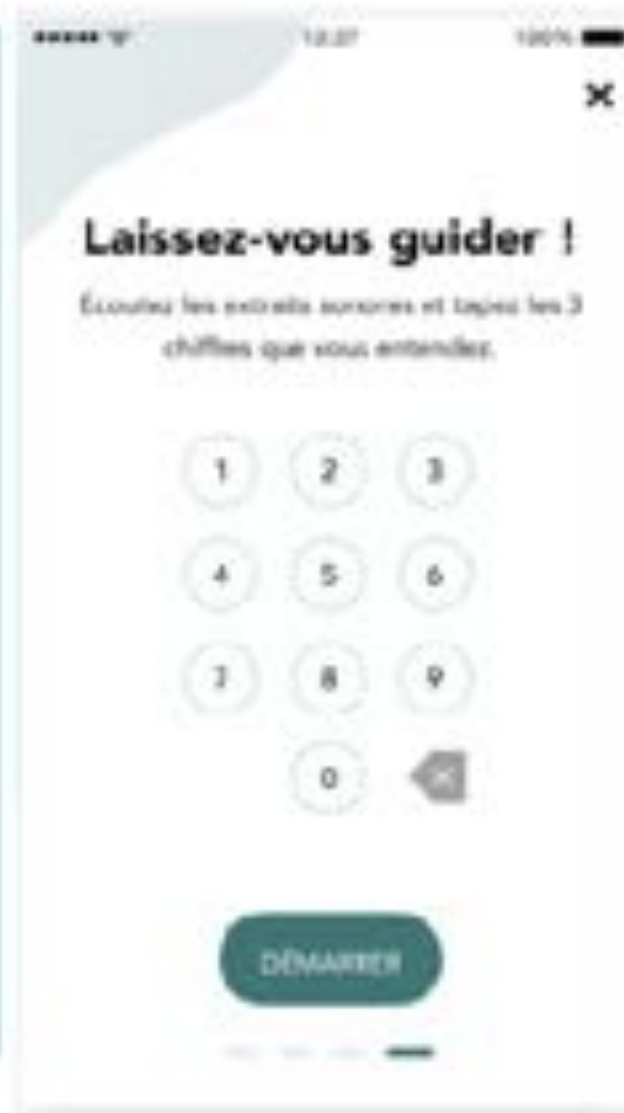 100%
Laissez-vous guider !
Écoutez les extraits sonores et tapez les 3
chiffres que vous entendez.
1 2 3
4 5 6
7 8 9
0
DÉMARRER